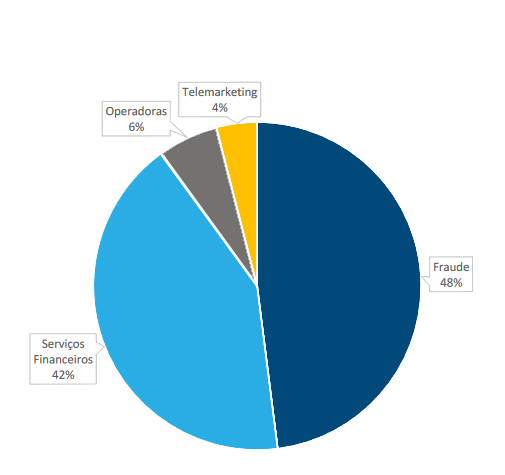 Telemarketing
4%
Operadoras
6%
Fraude
48%
Serviços
Financeiros
42%